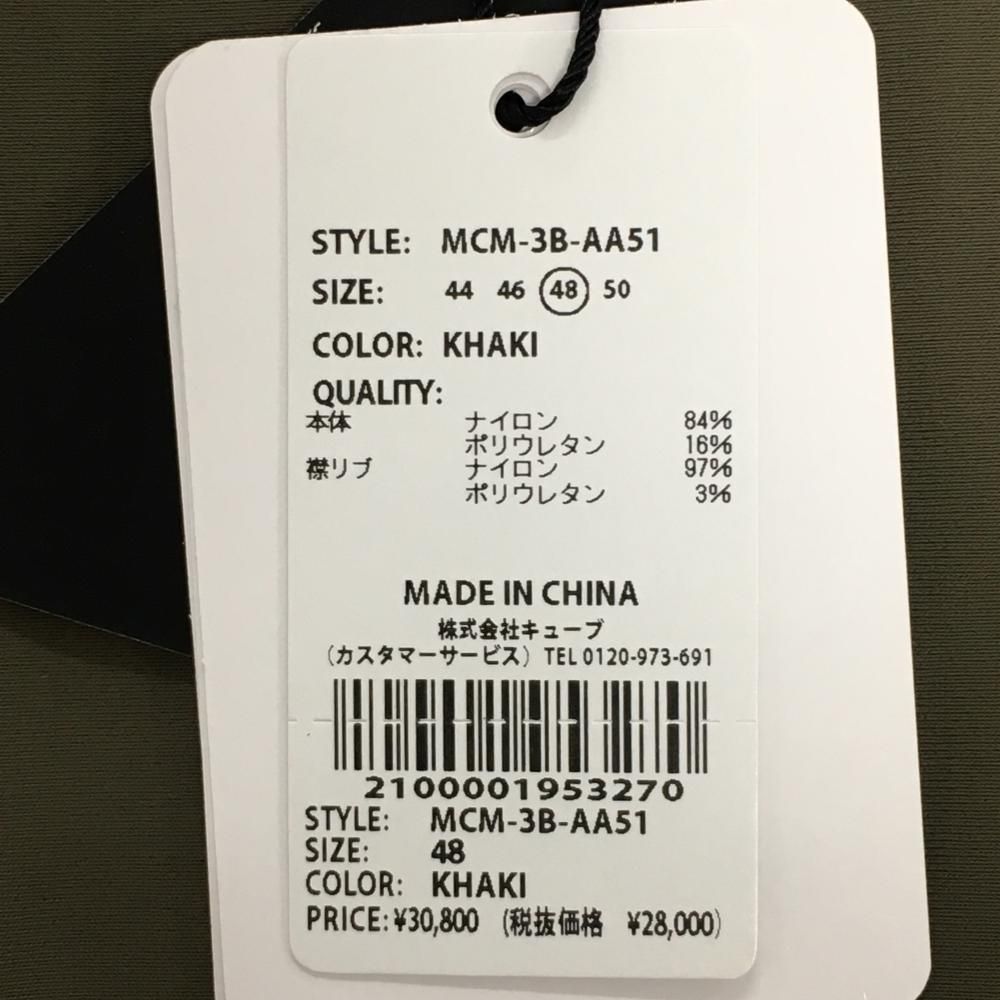 STYLE: MCM-3B-AA51
SIZE: 44 46 48 50
COLOR: KHAKI
QUALITY:
本体 ナイロン 84%
ポリウレタン 16%
襟リブ ナイロン 97%
ポリウレタン 3%
MADE IN CHINA
株式会社キューブ
(カスタマーサービス) TEL 0120-973-691
2100001953270
STYLE: MCM-3B-AA51
SIZE: 48
COLOR: KHAKI
PRICE: ¥30,800 (税抜価格 ¥28,000)